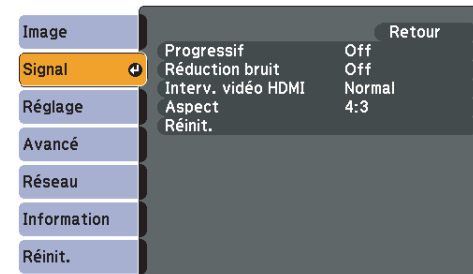 Image
Signal
Réglage
Avancé
Réseau
Information
Réinit.
Retour
Progressif Off
Réduction bruit Off
Interv. vidéo HDMI Normal
Aspect 4:3
Réinit.